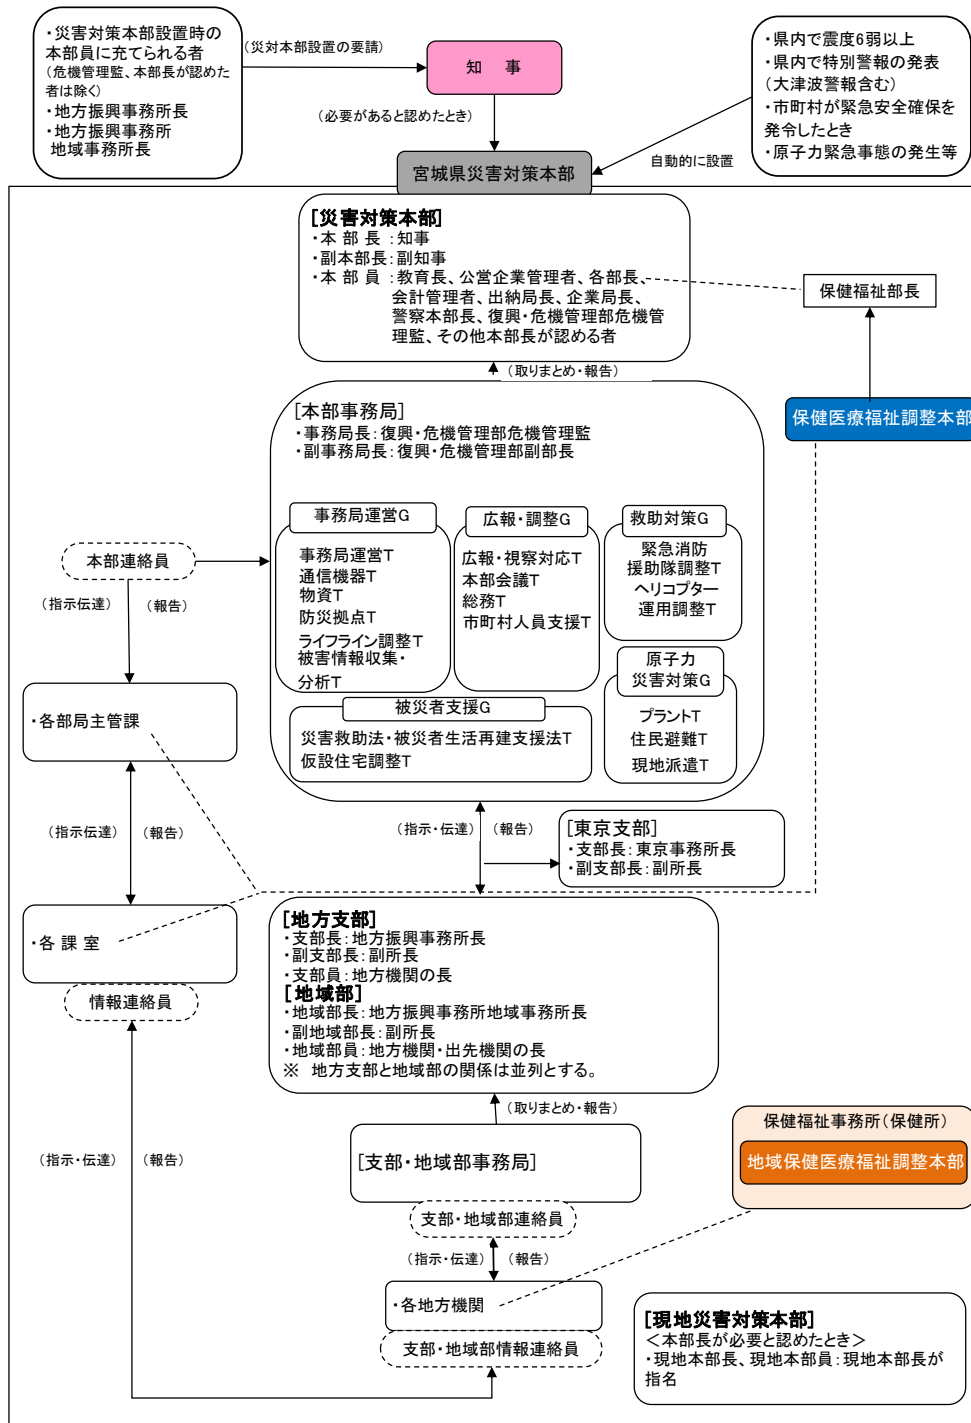 ・災害対策本部設置時の
本部員に充てられる者
（危機管理監、本部長が認めた
者は除く）
・地方振興事務所長
・地方振興事務所
地域事務所長
（災対本部設置の要請）
知　事
・県内で震度6弱以上
・県内で特別警報の発表
（大津波警報含む）
・市町村が緊急安全確保を
発令したとき
・原子力緊急事態の発生等
（必要があると認めたとき）
自動的に設置
宮城県災害対策本部
[災害対策本部]
・本 部 長 ：知事
・副本部長：副知事
・本 部 員 ：教育長、公営企業管理者、各部長、
会計管理者、出納局長、企業局長、
警察本部長、復興・危機管理部危機管
理監、その他本部長が認める者
保健福祉部長
（取りまとめ・報告）
保健医療福祉調整本部
[本部事務局]
・事務局長：復興・危機管理部危機管理監
・副事務局長：復興・危機管理部副部長
事務局運営G
事務局運営T
通信機器T
物資T
防災拠点T
ライフライン調整T
被害情報収集・
分析T
広報・調整G
広報・視察対応T
本部会議T
総務T
市町村人員支援T
救助対策G
緊急消防
援助隊調整T
ヘリコプター
運用調整T
原子力
災害対策G
プラントT
住民避難T
現地派遣T
被災者支援G
災害救助法・被災者生活再建支援法T
仮設住宅調整T
本部連絡員
（指示伝達）
（報告）
・各部局主管課
（指示伝達）
（報告）
・各 課 室
情報連絡員
（指示・伝達）
（報告）
[東京支部]
・支部長：東京事務所長
・副支部長：副所長
[地方支部]
・支部長：地方振興事務所長
・副支部長：副所長
・支部員：地方機関の長
[地域部]
・地域部長：地方振興事務所地域事務所長
・副地域部長：副所長
・地域部員：地方機関・出先機関の長
※　地方支部と地域部の関係は並列とする。
（取りまとめ・報告）
[支部・地域部事務局]
支部・地域部連絡員
（指示・伝達）
（報告）
（指示・伝達）
（報告）
・各地方機関
支部・地域部情報連絡員
保健福祉事務所（保健所）
地域保健医療福祉調整本部
[現地災害対策本部]
＜本部長が必要と認めたとき＞
・現地本部長、現地本部員：現地本部長が
指名